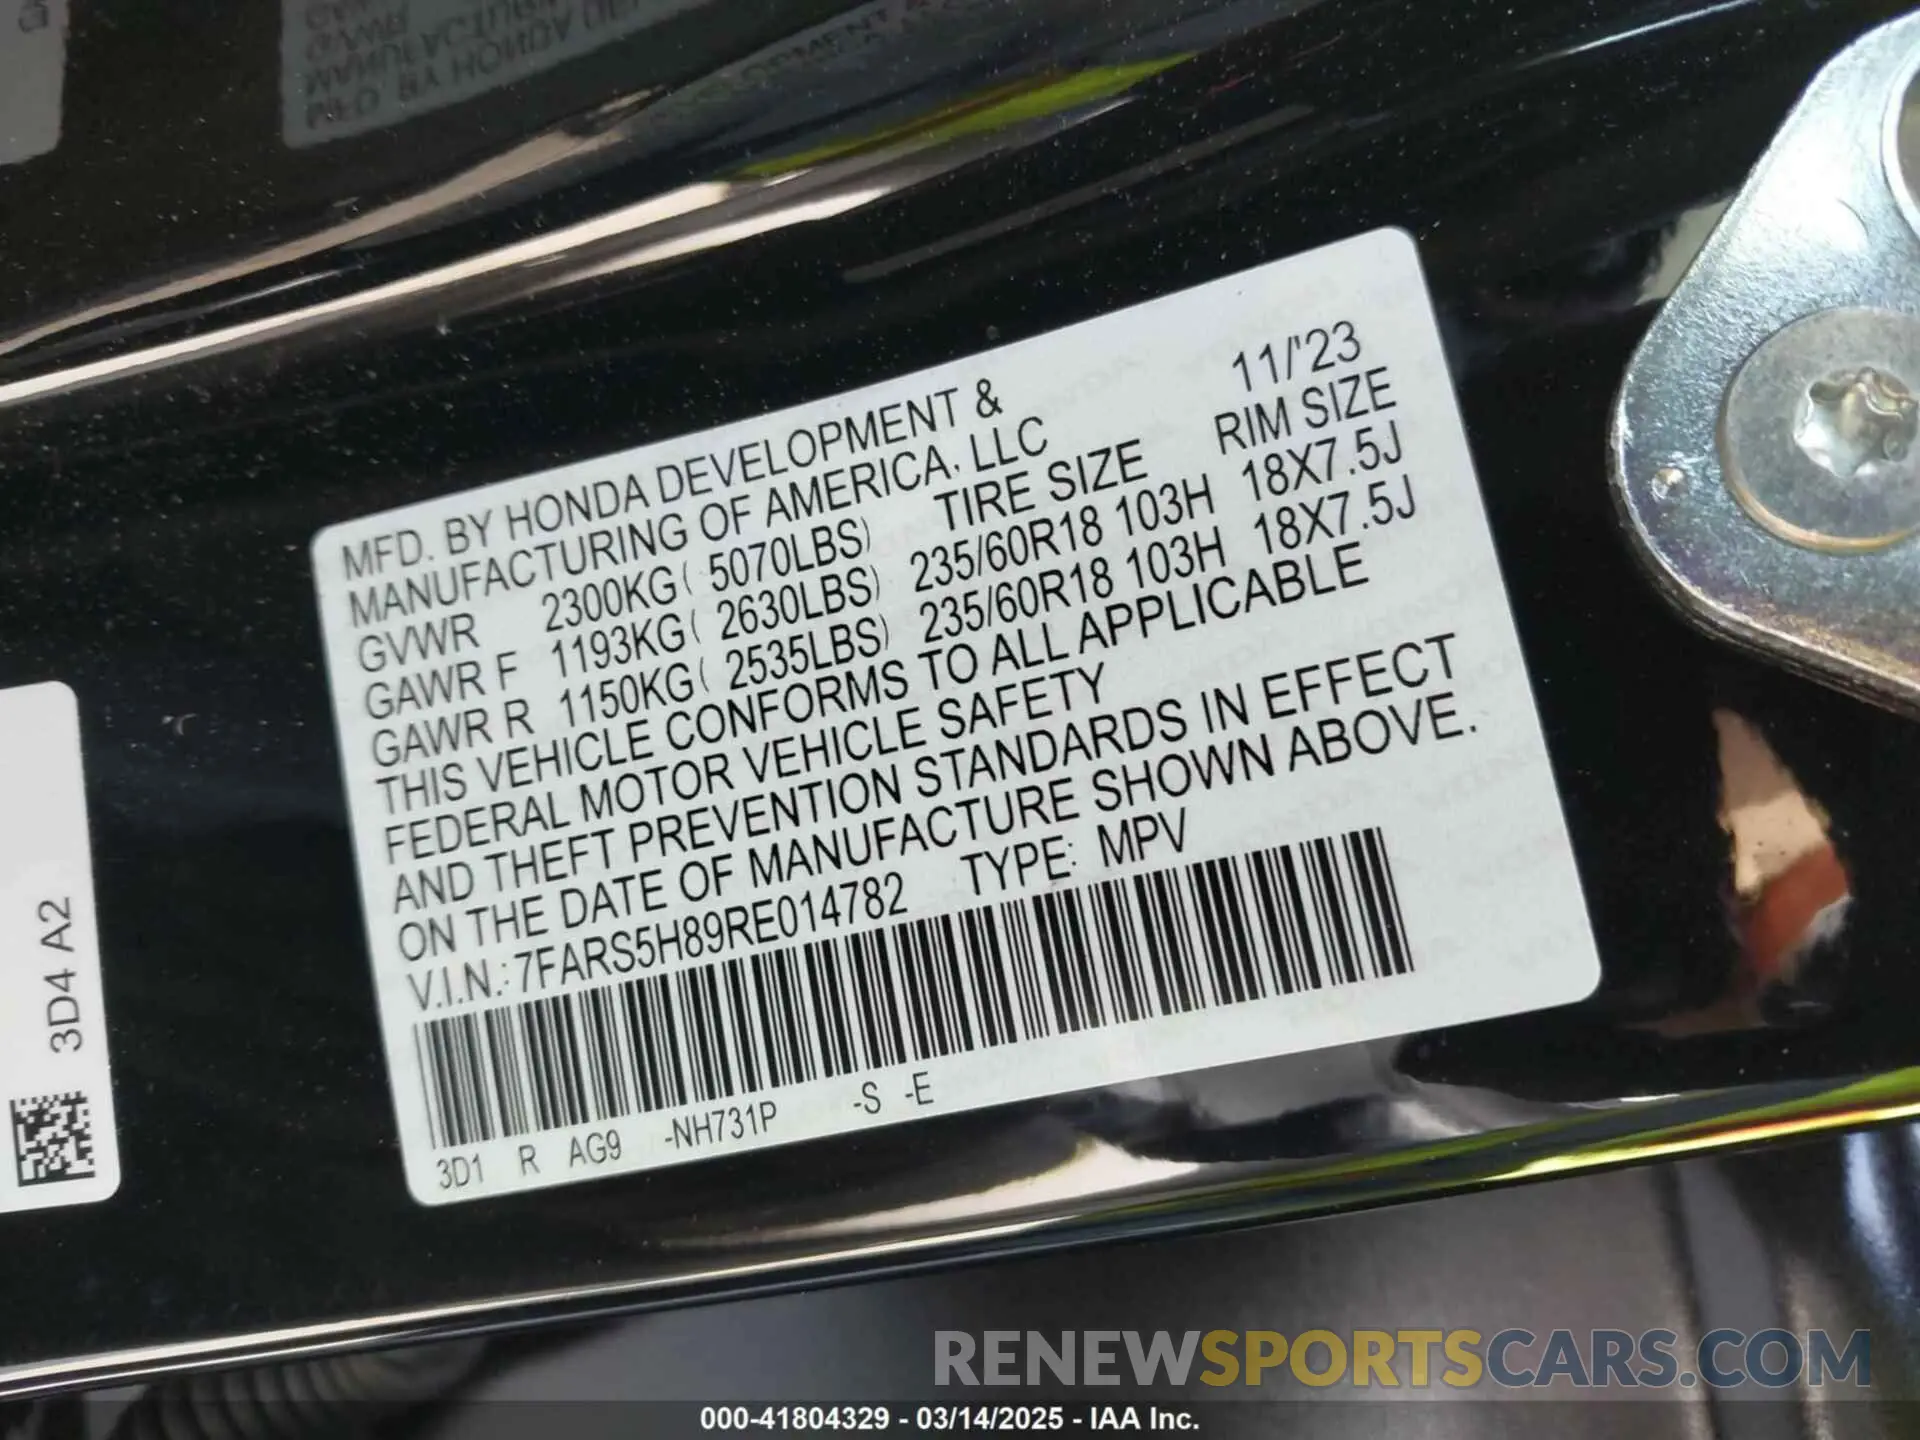 MFD. BY HONDA DEVELOPMENT & 11/'23
MANUFACTURING OF AMERICA, LLC RIM SIZE
GVWR 2300KG( 5070LBS) TIRE SIZE
GAWR F 1193KG( 2630LBS) 235/60R18 103H 18X7.5J
GAWR R 1150KG( 2535LBS) 235/60R18 103H 18X7.5J
THIS VEHICLE CONFORMS TO ALL APPLICABLE
FEDERAL MOTOR VEHICLE SAFETY
AND THEFT PREVENTION STANDARDS IN EFFECT
ON THE DATE OF MANUFACTURE SHOWN ABOVE.
V.I.N.: 7FARS5H89RE014782 TYPE: MPV
3D1 R AG9 -NH731P -S -E
3D4 A2
RENEWSPORTSCARS.COM
000-41804329 - 03/14/2025 - IAA Inc.